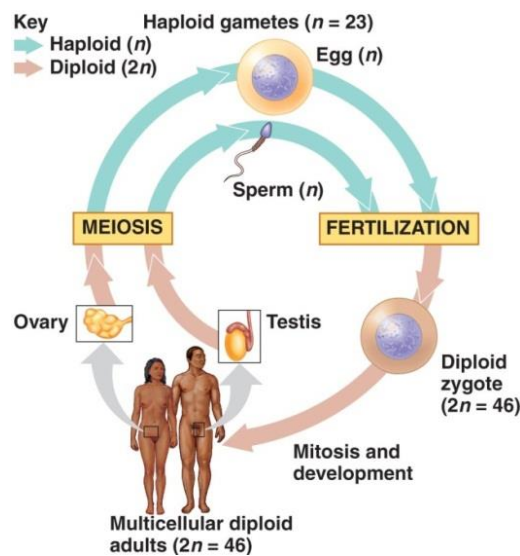 Key
Haploid (n)
Diploid (2n)
Haploid gametes (n = 23)
Egg (n)
Sperm (n)
MEIOSIS
FERTILIZATION
Ovary
Testis
Diploid
zygote
(2n = 46)
Mitosis and
development
Multicellular diploid
adults (2n = 46)